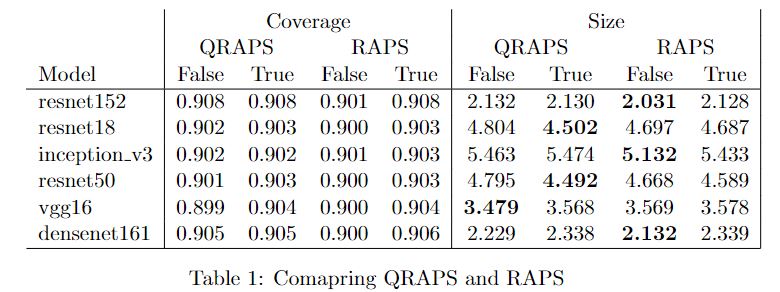 Coverage Size
QRAPS RAPS QRAPS RAPS
Model False True False True False True False True
resnet152 0.908 0.908 0.901 0.908 2.132 2.130 2.031 2.128
resnet18 0.902 0.903 0.900 0.903 4.804 4.502 4.697 4.687
inception_v3 0.902 0.902 0.901 0.903 5.463 5.474 5.132 5.433
resnet50 0.901 0.903 0.900 0.903 4.795 4.492 4.668 4.589
vgg16 0.899 0.904 0.900 0.904 3.479 3.568 3.569 3.578
densenet161 0.905 0.905 0.900 0.906 2.229 2.338 2.132 2.339
Table 1: Comapring QRAPS and RAPS